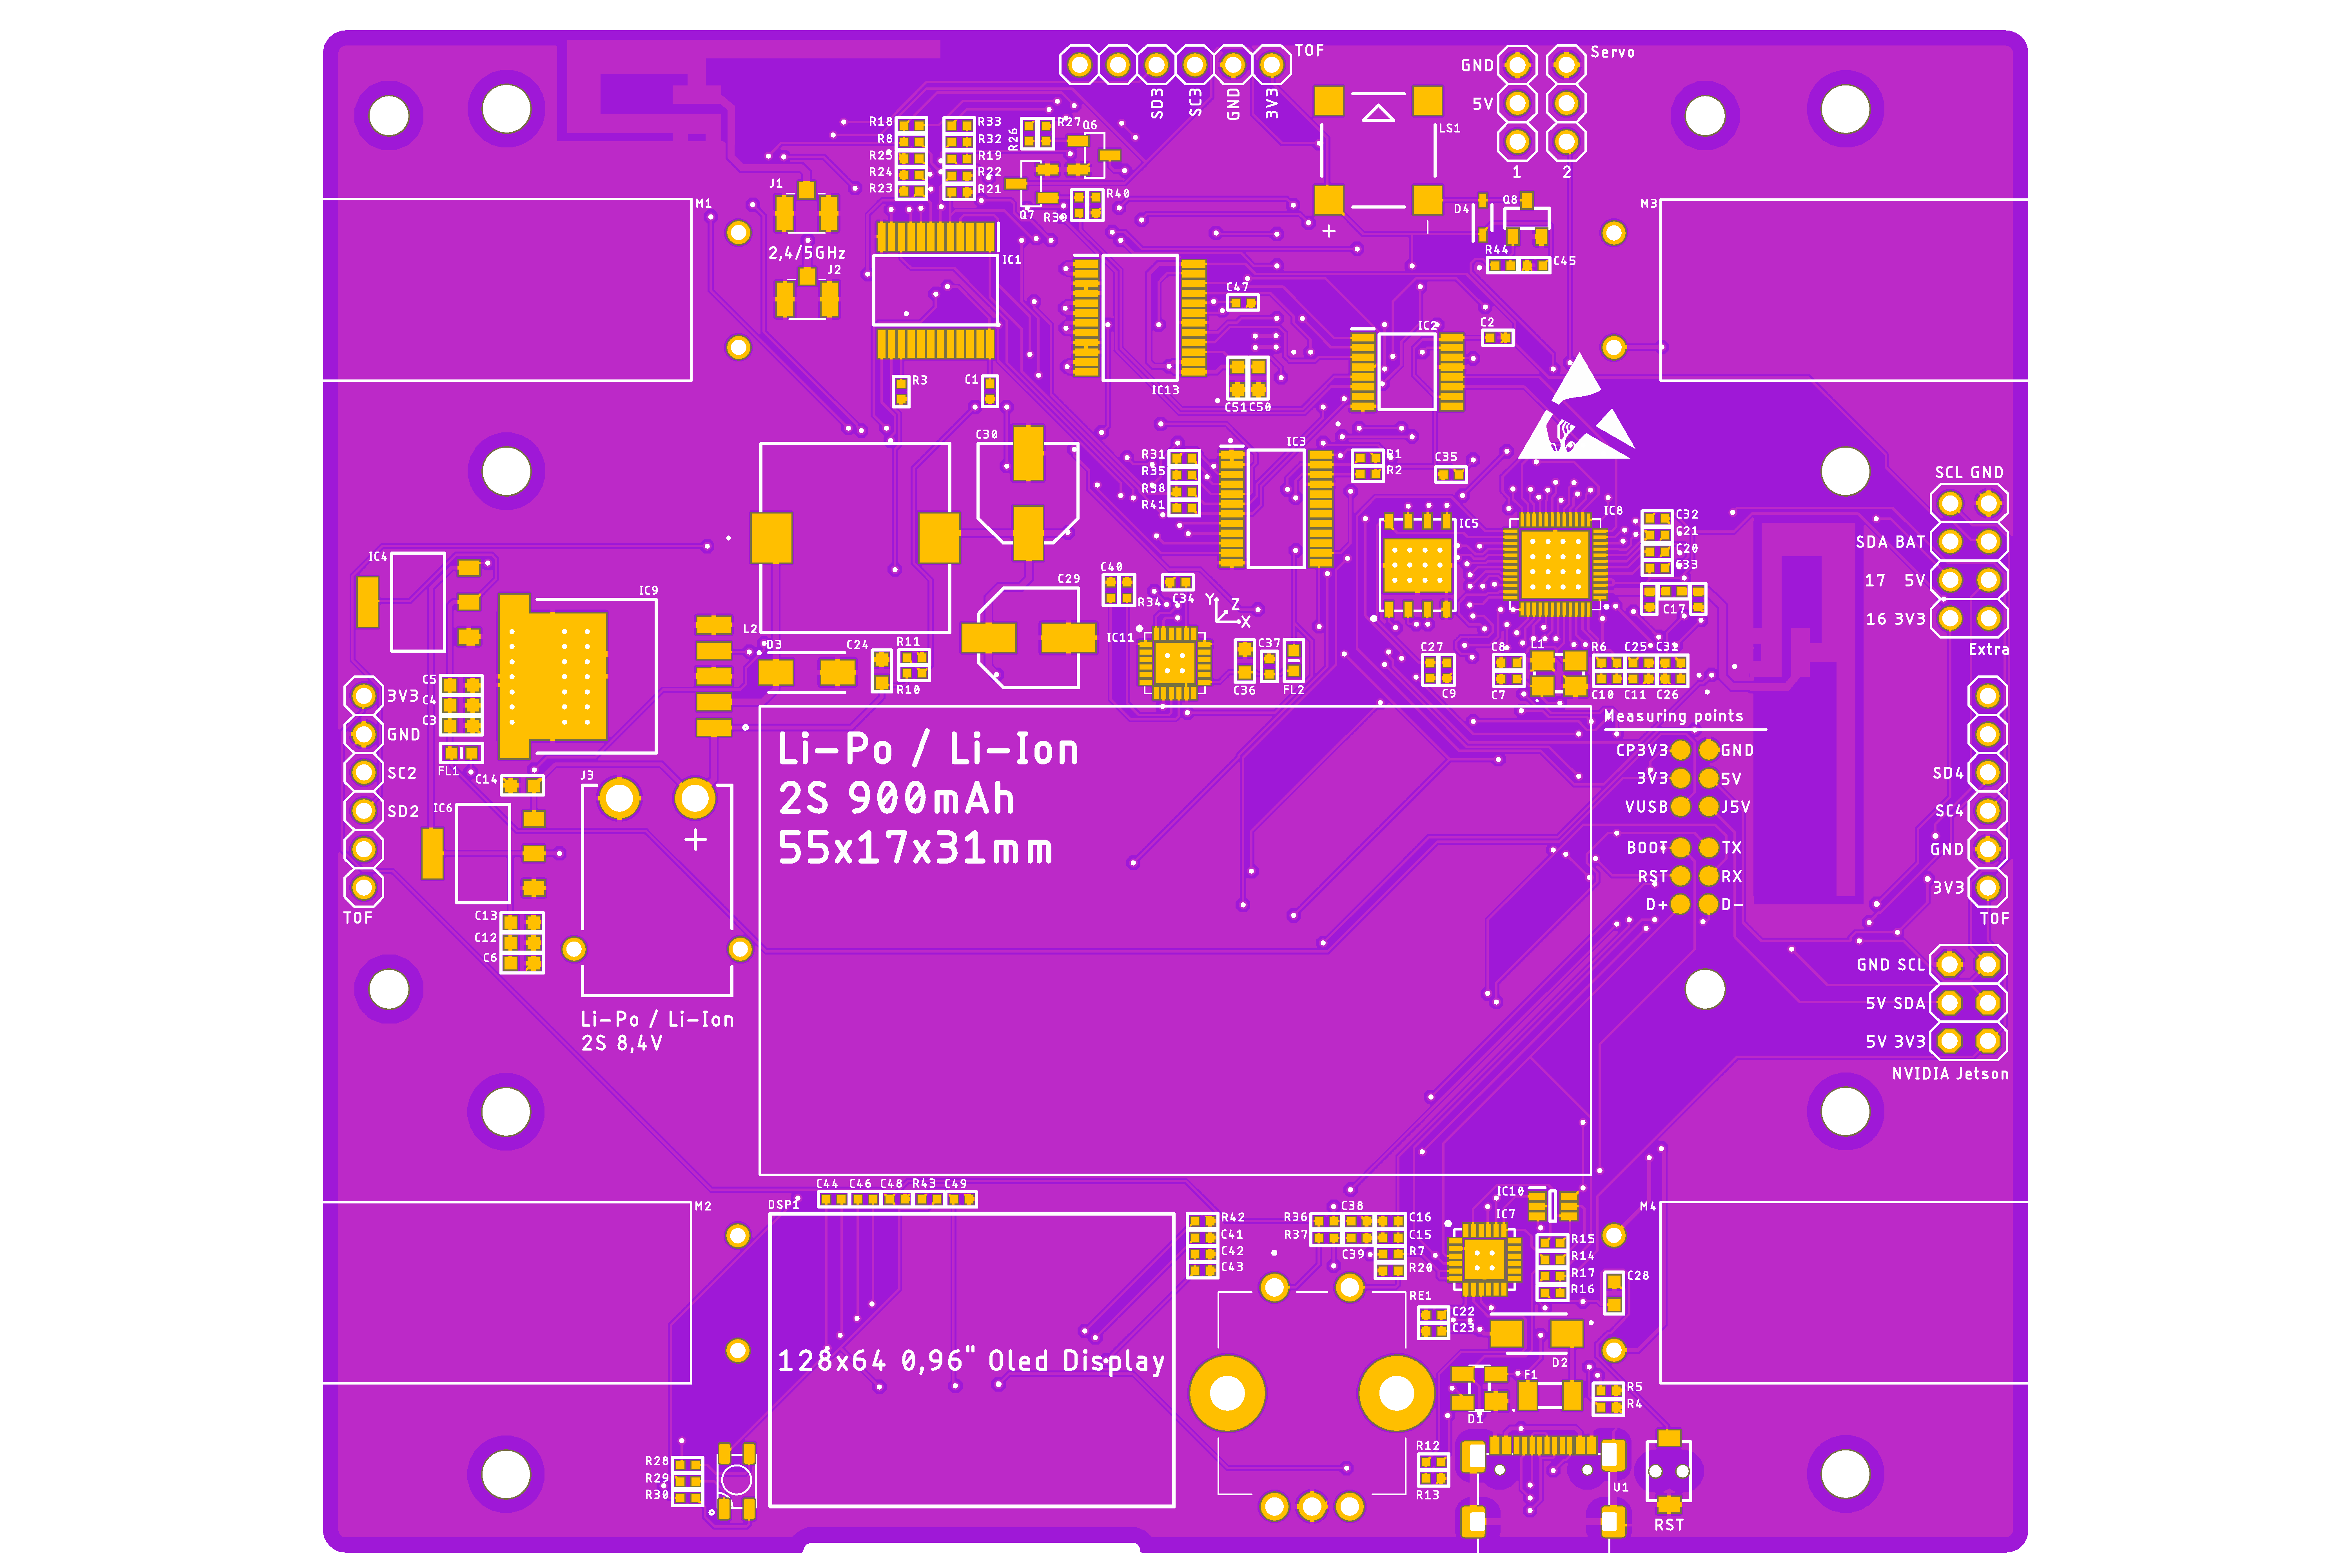 TOF
SD3
SC3
GND
3V3
Servo
GND
5V
1 2
LS1
+
R18
R8
R25
R24
R23
R33
R32
R19
R22
R21
R26
R27
Q6
Q7
R40
J1
2,4/5GHz
J2
M1
M3
IC1
D4
Q8
R44
C45
C47
IC2
C2
IC13
C51
C50
R3
C1
C30
R31
R35
R38
R41
IC3
R1
R2
C35
IC5
IC8
C32
C21
C20
C33
C17
SCL GND
SDA BAT
17 5V
16 3V3
Extra
IC4
IC9
L2
D3
C24
R11
R10
C29
C40
R34
C34
Y
Z
X
IC11
C36
C37
FL2
C27
C9
C8
C7
L1
R6
C25
C31
C10
C11
C26
C5
C4
C3
FL1
C14
3V3
GND
SC2
SD2
TOF
IC6
J3
+
C13
C12
C6
Li-Po / Li-Ion
2S 8,4V
Li-Po / Li-Ion
2S 900mAh
55x17x31mm
Measuring points
CP3V3 GND
3V3 5V
VUSB J5V
BOOT TX
RST RX
D+ D-
SD4
SC4
GND
3V3
TOF
GND SCL
5V SDA
5V 3V3
NVIDIA Jetson
M2
DSP1
C44
C46
C48
R43
C49
128x64 0,96" Oled Display
R42
C41
C42
C43
R36
R37
C38
C39
C16
C15
R7
R20
RE1
IC10
IC7
R15
R14
R17
R16
C28
M4
C22
C23
D2
F1
D1
R5
R4
R12
R13
U1
RST
R28
R29
R30